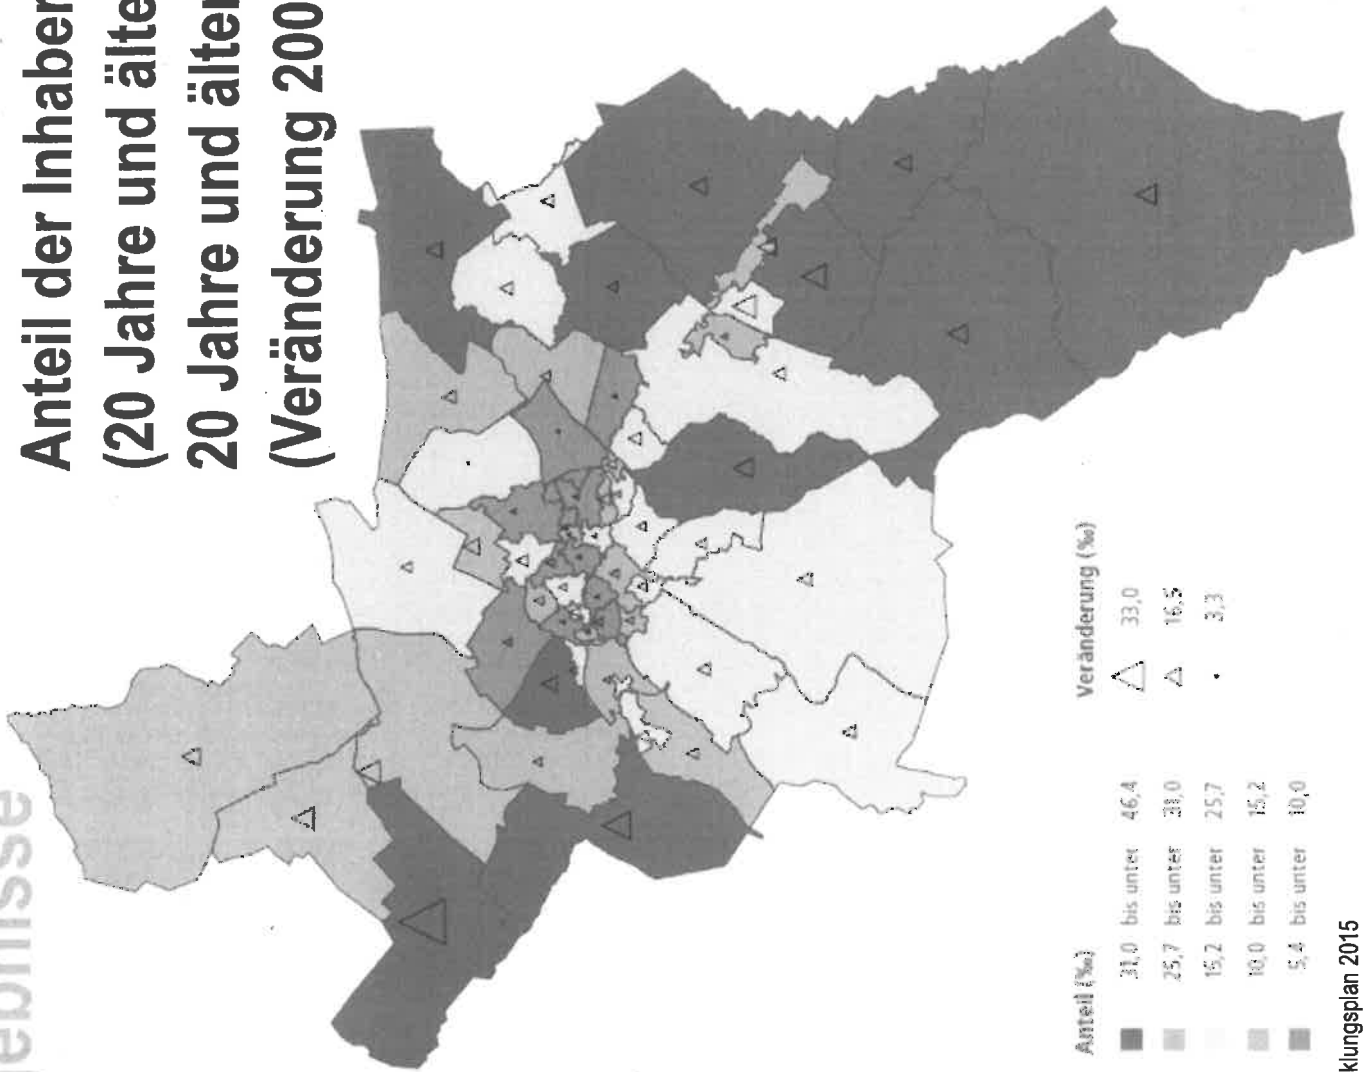 ebnisse
Anteil der Inhaber
(20 Jahre und älte
20 Jahre und älter
(Veränderung 200
Anteil (‰)
31,0 bis unter 46,4
25,7 bis unter 31,0
15,2 bis unter 25,7
10,0 bis unter 15,2
5,4 bis unter 10,0
Veränderung (‰)
33,0
16,5
3,3
klungsplan 2015